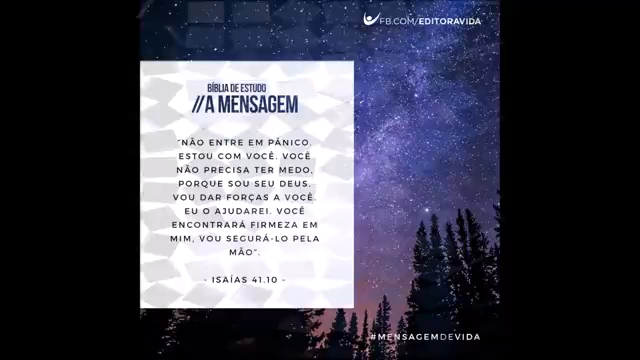 FB.COM/EDITORAVIDA
BÍBLIA DE ESTUDO
//A MENSAGEM
"NÃO ENTRE EM PÂNICO.
ESTOU COM VOCÊ. VOCÊ
NÃO PRECISA TER MEDO,
PORQUE SOU SEU DEUS.
VOU DAR FORÇAS A VOCÊ.
EU O AJUDAREI. VOCÊ
ENCONTRARÁ FIRMEZA EM
MIM, VOU SEGURÁ-LO PELA
MÃO".
- ISAÍAS 41.10 -
#MENSAGEMDEVIDA